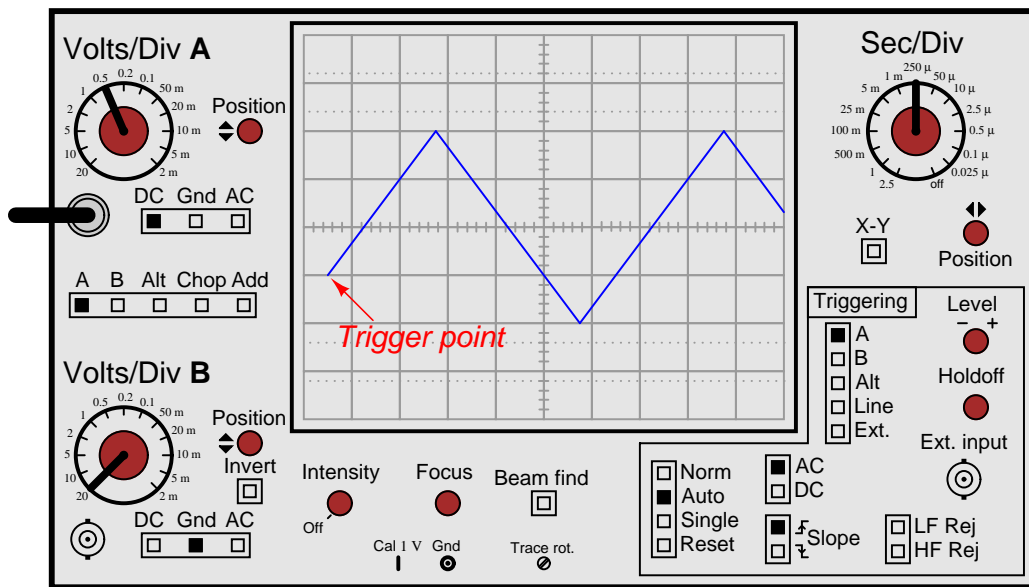 Volts/Div A
0.5 0.2 0.1
1 50 m
2 20 m
5 10 m
10 5 m
20 2 m
Position
DC Gnd AC
A B Alt Chop Add
Volts/Div B
0.5 0.2 0.1
1 50 m
2 20 m
5 10 m
10 5 m
20 2 m
Position
Invert
DC Gnd AC
Trigger point
Intensity
Off
Focus
Beam find
Cal 1 V Gnd
Trace rot.
Sec/Div
250 μ
1 m 50 μ
5 m 10 μ
25 m 2.5 μ
100 m 0.5 μ
500 m 0.1 μ
1 0.025 μ
2.5 off
X-Y
Position
Triggering
A
B
Alt
Line
Ext.
Level
– +
Holdoff
Ext. input
Norm
Auto
Single
Reset
AC
DC
Slope
LF Rej
HF Rej